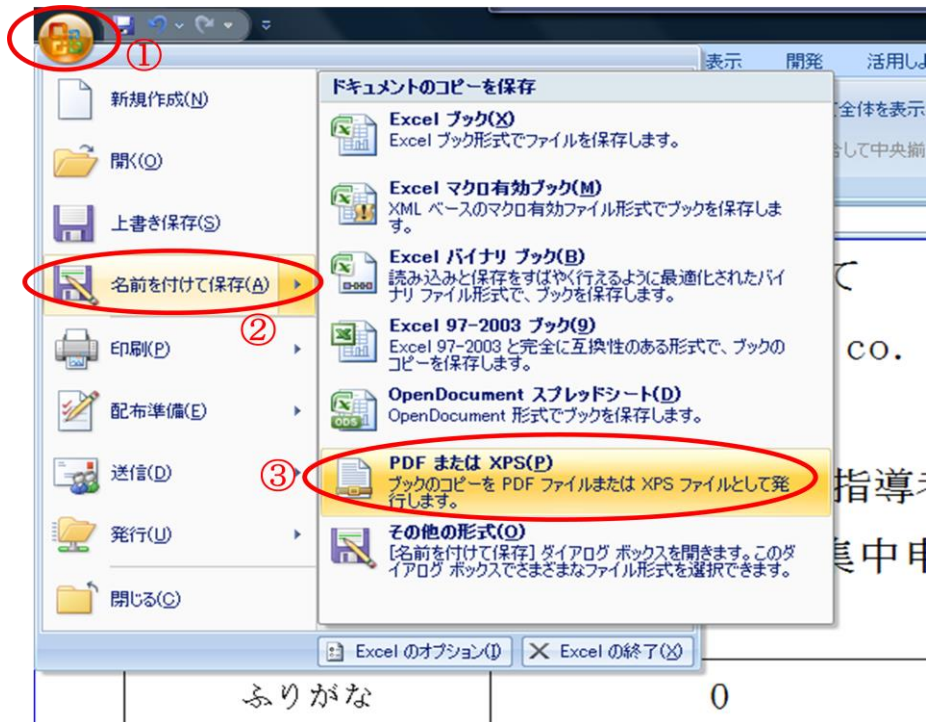 ①
表示 開発 活用しよ
新規作成(N)
開く(O)
上書き保存(S)
名前を付けて保存(A)
②
印刷(P)
配布準備(E)
送信(D)
発行(U)
閉じる(C)
ドキュメントのコピーを保存
Excel ブック(X)
Excel ブック形式でファイルを保存します。
Excel マクロ有効ブック(M)
XML ベースのマクロ有効ファイル形式でブックを保存しま
す。
Excel バイナリ ブック(B)
読み込みと保存をすばやく行えるように最適化されたバイ
ナリ ファイル形式で、ブックを保存します。
Excel 97-2003 ブック(9)
Excel 97-2003 と完全に互換性のある形式で、ブックの
コピーを保存します。
OpenDocument スプレッドシート(D)
OpenDocument 形式でブックを保存します。
③
PDF または XPS(P)
ブックのコピーを PDF ファイルまたは XPS ファイルとして発
行します。
その他の形式(O)
[名前を付けて保存] ダイアログ ボックスを開きます。このダ
イアログ ボックスでさまざまなファイル形式を選択できます。
Excel のオプション(I) Excel の終了(X)
全体を表示
して中央揃
て
co.
指導者
集中申
ふりがな 0